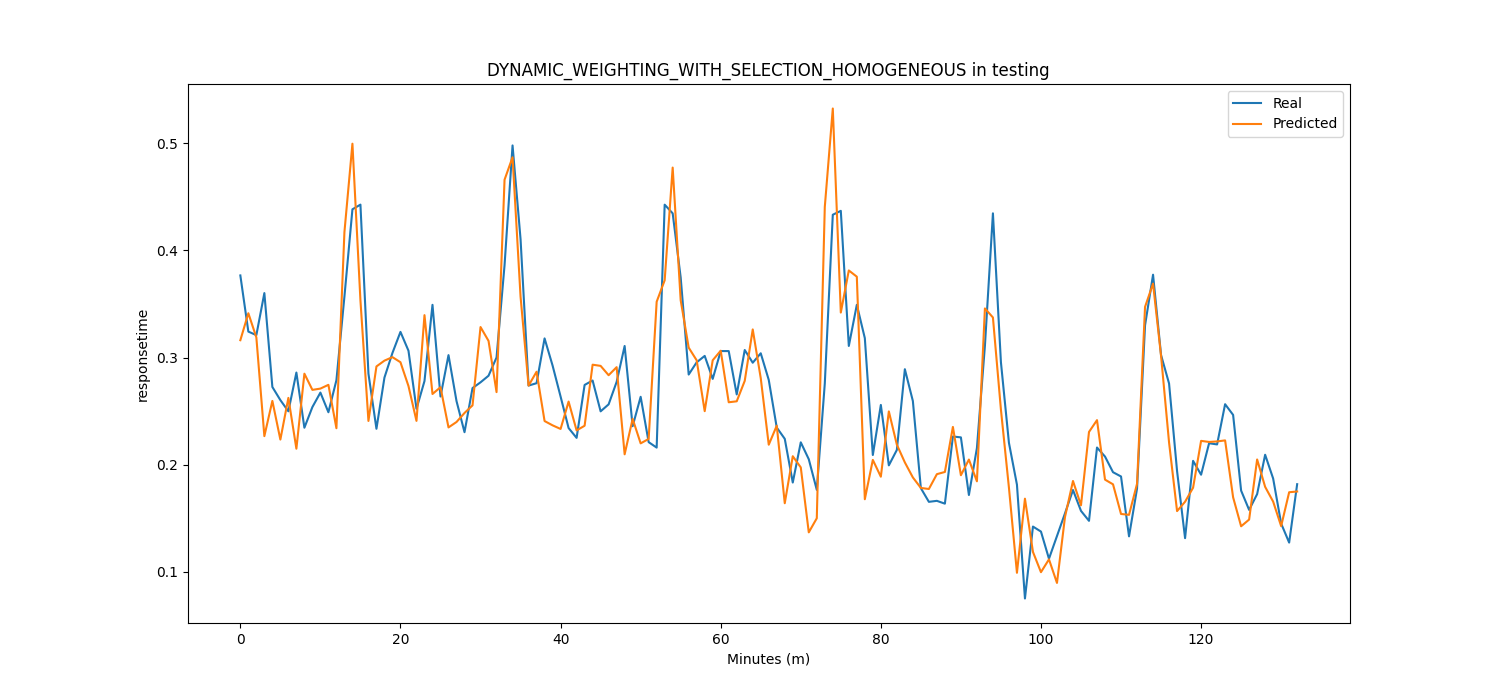 DYNAMIC_WEIGHTING_WITH_SELECTION_HOMOGENEOUS in testing
Real
Predicted
0.5
0.4
0.3
0.2
0.1
responsetime
0 20 40 60 80 100 120
Minutes (m)